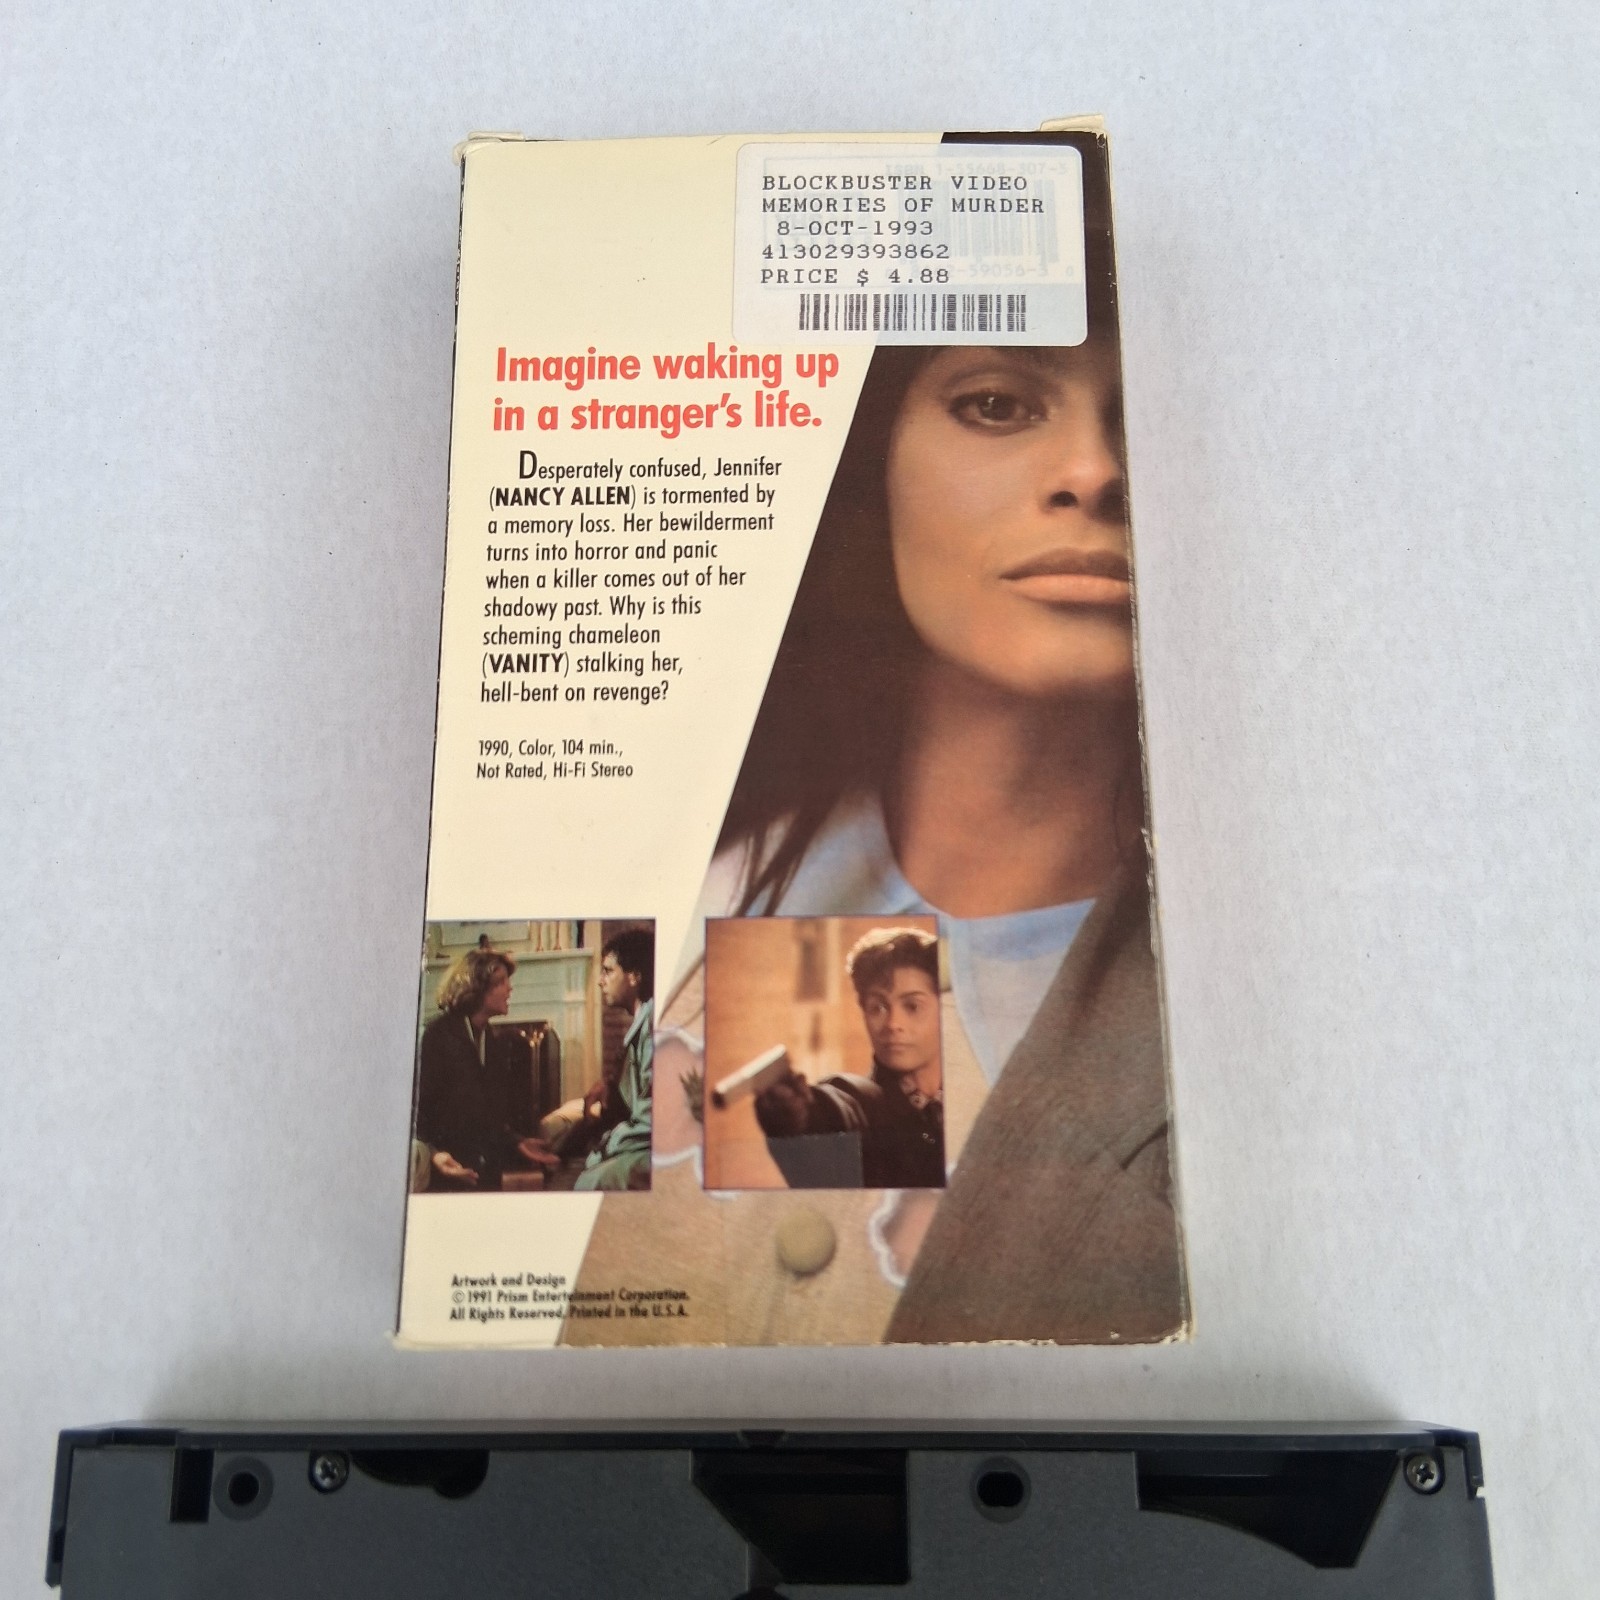 BLOCKBUSTER VIDEO
MEMORIES OF MURDER
8-OCT-1993
413029393862
PRICE $ 4.88
Imagine waking up
in a stranger's life.
Desperately confused, Jennifer
(NANCY ALLEN) is tormented by
a memory loss. Her bewilderment
turns into horror and panic
when a killer comes out of her
shadowy past. Why is this
scheming chameleon
(VANITY) stalking her,
hell-bent on revenge?
1990, Color, 104 min.,
Not Rated, Hi-Fi Stereo
Artwork and Design
©1991 Prism Entertainment Corporation.
All Rights Reserved. Printed in the U.S.A.